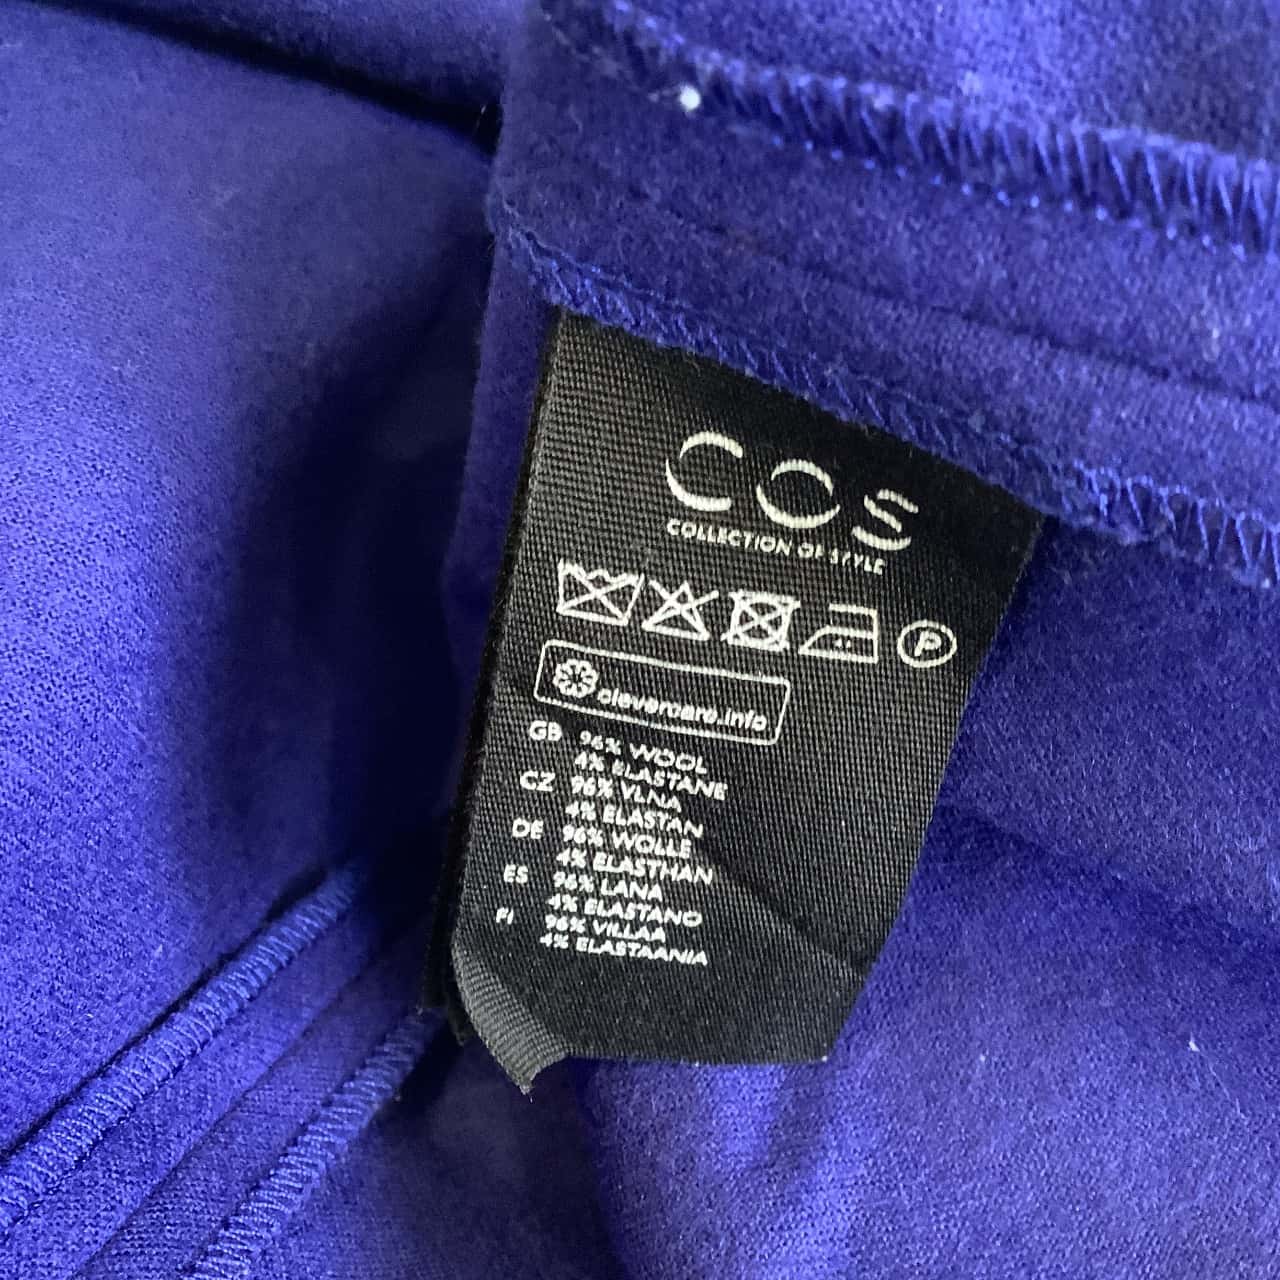 COS
COLLECTION OF STYLE
P
clevercare.info
GB 96% WOOL
4% ELASTANE
CZ 96% VLNA
4% ELASTAN
DE 96% WOLLE
4% ELASTHAN
ES 96% LANA
4% ELASTANO
FI 96% VILLAA
4% ELASTAANIA